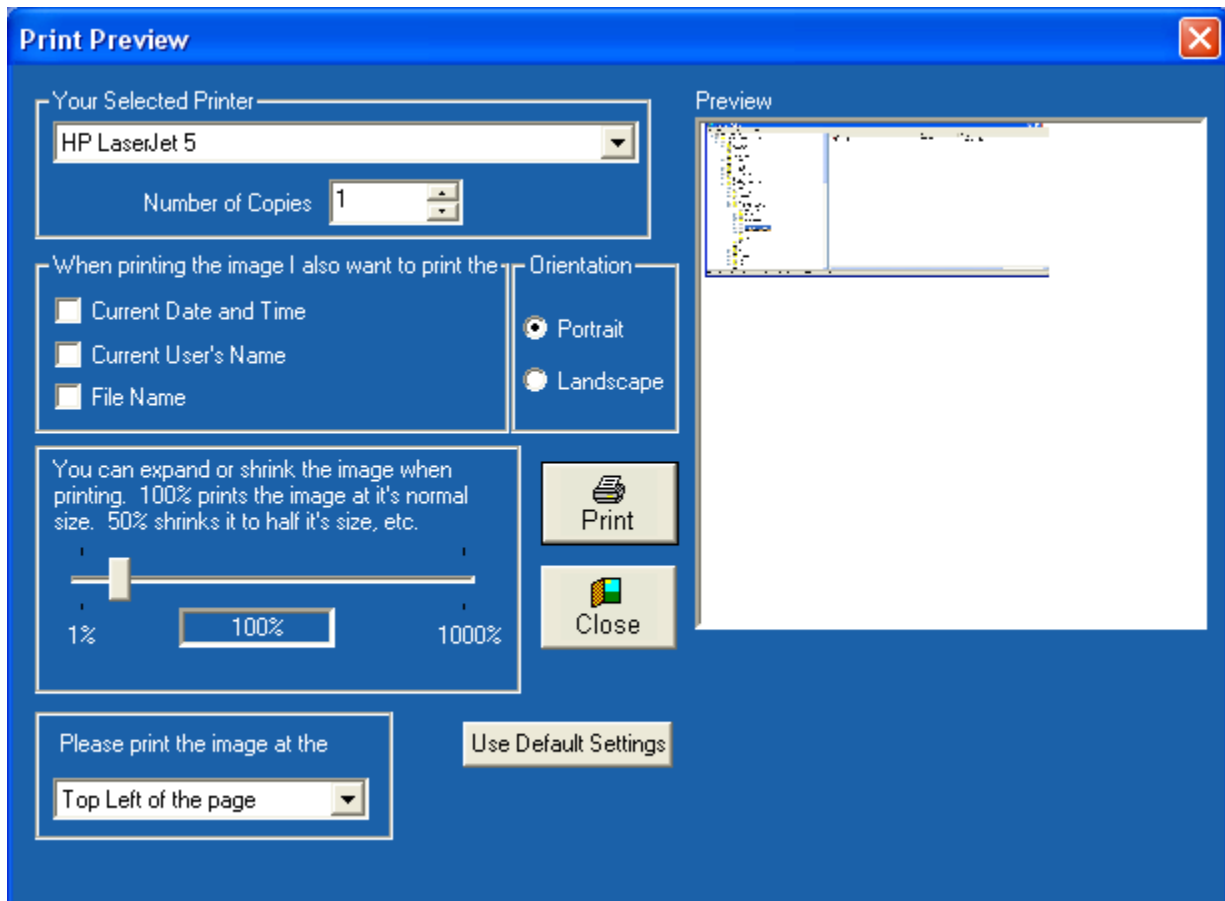 Print Preview
Your Selected Printer
HP LaserJet 5
Number of Copies 1
When printing the image I also want to print the
Current Date and Time
Current User's Name
File Name
Orientation
Portrait
Landscape
You can expand or shrink the image when
printing. 100% prints the image at it's normal
size. 50% shrinks it to half it's size, etc.
1% 100% 1000%
Print
Close
Please print the image at the
Top Left of the page
Use Default Settings
Preview